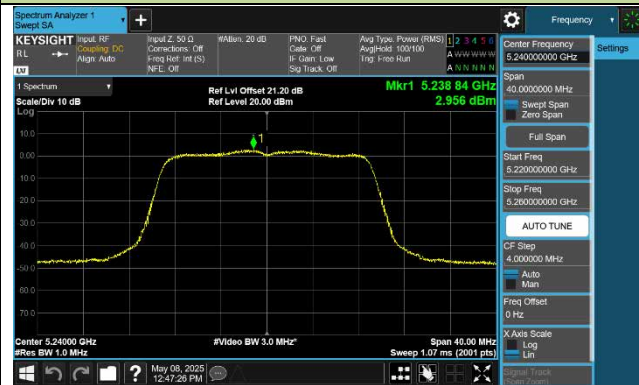 Spectrum Analyzer 1
Swept SA
Frequency
KEYSIGHT
RL
LXI
Input: RF
Coupling: DC
Align: Auto
Input Z: 50 Ω
Corrections: Off
Freq Ref: Int (S)
NFE: Off
#Atten: 20 dB
PNO: Fast
Gate: Off
IF Gain: Low
Sig Track: Off
Avg Type: Power (RMS)
Avg|Hold: 100/100
Trig: Free Run
1 2 3 4 5 6
A W W W W W
A N N N N N
Center Frequency
5.240000000 GHz
Settings
Span
40.0000000 MHz
Swept Span
Zero Span
Full Span
Start Freq
5.220000000 GHz
Stop Freq
5.260000000 GHz
AUTO TUNE
CF Step
4.000000 MHz
Auto
Man
Freq Offset
0 Hz
X Axis Scale
Log
Lin
Signal Track
(Span Zoom)
1 Spectrum
Scale/Div 10 dB
Log
Ref Lvl Offset 21.20 dB
Ref Level 20.00 dBm
Mkr1 5.238 84 GHz
2.956 dBm
1
10.0
0.00
-10.0
-20.0
-30.0
-40.0
-50.0
-60.0
-70.0
Center 5.24000 GHz
#Res BW 1.0 MHz
#Video BW 3.0 MHz*
Span 40.00 MHz
Sweep 1.07 ms (2001 pts)
?
May 08, 2025
12:47:26 PM